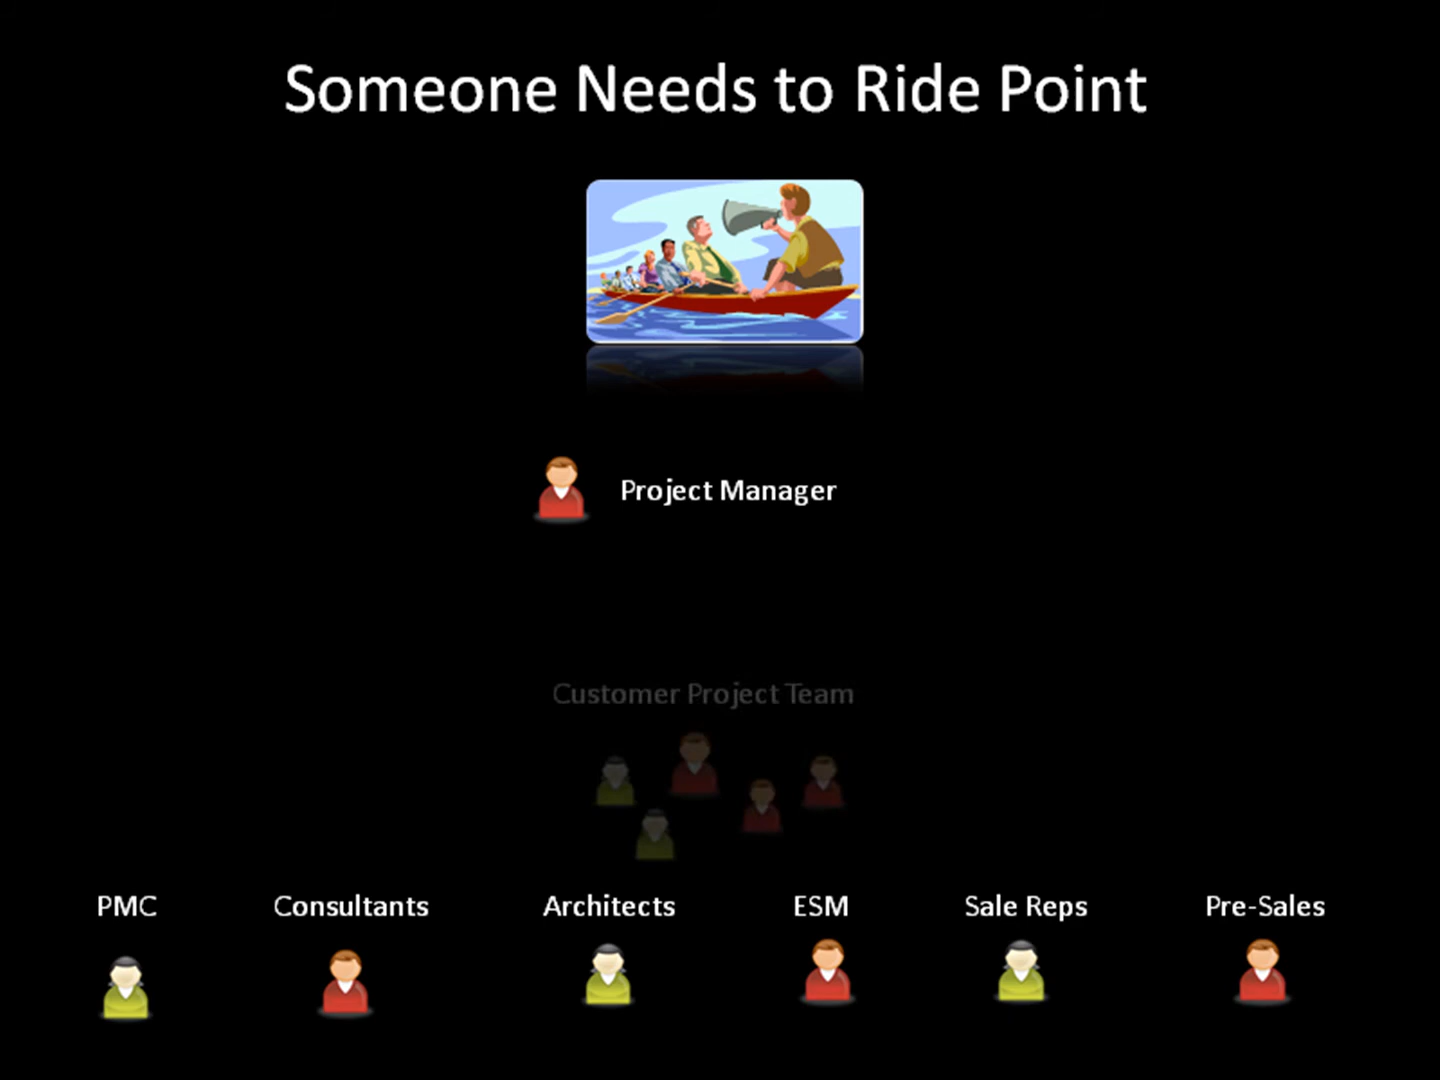 Someone Needs to Ride Point
Project Manager
Customer Project Team
PMC
Consultants
Architects
ESM
Sale Reps
Pre-Sales